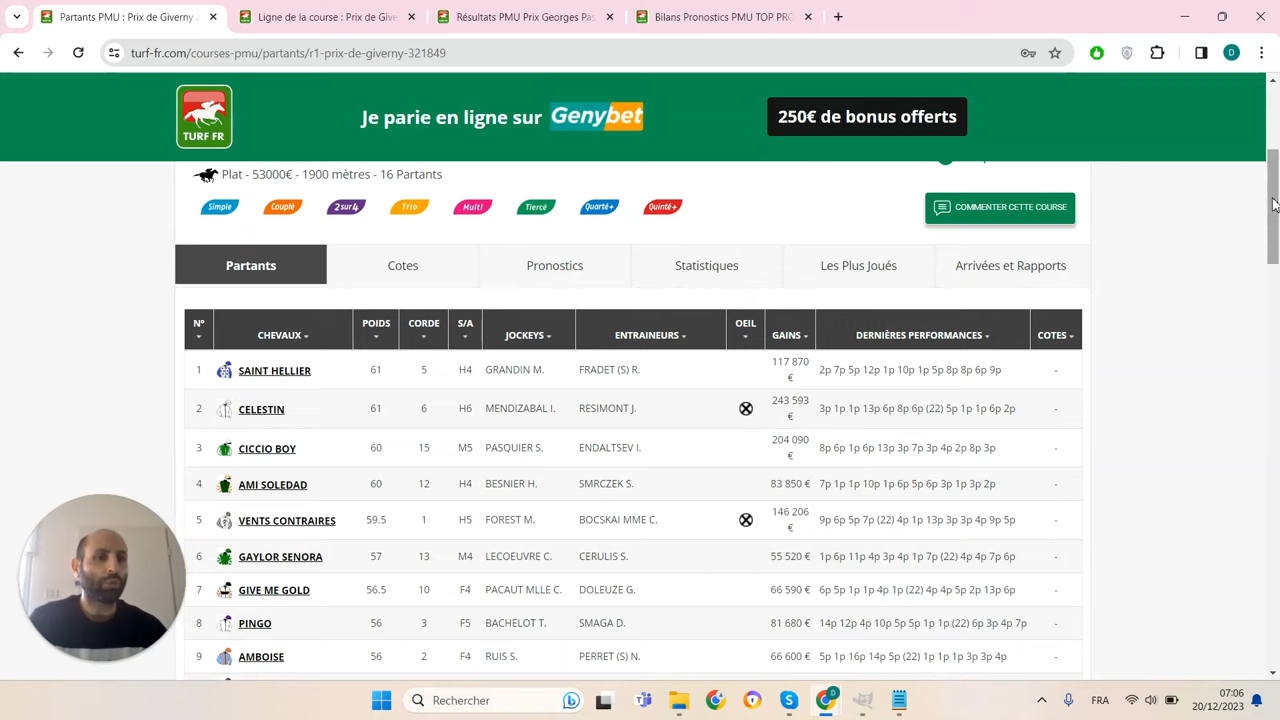 Partants PMU : Prix de Giverny
Ligne de la course : Prix de Give
Résultats PMU Prix Georges Pas
Bilans Pronostics PMU TOP PRO
turf-fr.com/courses-pmu/partants/r1-prix-de-giverny-321849
D
TURF FR
Je parie en ligne sur Genybet
250€ de bonus offerts
Plat - 53000€ - 1900 mètres - 16 Partants
Simple Couplé 2sur4 Trio Multi Tiercé Quarté+ Quinté+
COMMENTER CETTE COURSE
Partants Cotes Pronostics Statistiques Les Plus Joués Arrivées et Rapports
N° CHEVAUX POIDS CORDE S/A JOCKEYS ENTRAINEURS OEIL GAINS DERNIÈRES PERFORMANCES COTES
1 SAINT HELLIER 61 5 H4 GRANDIN M. FRADET (S) R. 117 870 € 2p 7p 5p 12p 1p 10p 1p 5p 8p 8p 6p 9p -
2 CELESTIN 61 6 H6 MENDIZABAL I. RESIMONT J. 243 593 € 3p 1p 1p 13p 6p 8p 6p (22) 5p 1p 1p 6p 2p -
3 CICCIO BOY 60 15 M5 PASQUIER S. ENDALTSEV I. 204 090 € 8p 6p 1p 6p 13p 3p 7p 3p 4p 2p 8p 3p -
4 AMI SOLEDAD 60 12 H4 BESNIER H. SMRCZEK S. 83 850 € 7p 1p 1p 10p 1p 6p 5p 6p 3p 1p 3p 2p -
5 VENTS CONTRAIRES 59.5 1 H5 FOREST M. BOCSKAI MME C. 146 206 € 9p 6p 5p 7p (22) 4p 1p 13p 3p 3p 4p 9p 5p -
6 GAYLOR SENORA 57 13 M4 LECOEUVRE C. CERULIS S. 55 520 € 1p 6p 11p 4p 3p 4p 1p 7p (22) 4p 4p 7p 6p -
7 GIVE ME GOLD 56.5 10 F4 PACAUT MLLE C. DOLEUZE G. 66 590 € 6p 5p 1p 1p 4p 1p (22) 4p 4p 5p 2p 13p 6p -
8 PINGO 56 3 F5 BACHELOT T. SMAGA D. 81 680 € 14p 12p 4p 10p 5p 5p 1p 1p (22) 6p 3p 4p 7p -
9 AMBOISE 56 2 F4 RUIS S. PERRET (S) N. 66 600 € 5p 1p 16p 14p 5p (22) 1p 1p 1p 3p 3p 4p -
Rechercher
FRA
07:06
20/12/2023